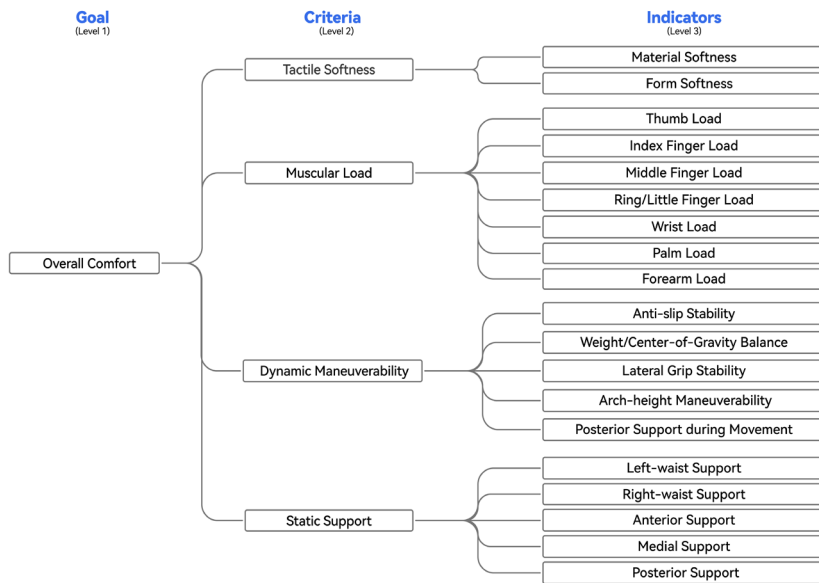 Goal
(Level 1)
Criteria
(Level 2)
Indicators
(Level 3)
Overall Comfort
Tactile Softness
Material Softness
Form Softness
Muscular Load
Thumb Load
Index Finger Load
Middle Finger Load
Ring/Little Finger Load
Wrist Load
Palm Load
Forearm Load
Dynamic Maneuverability
Anti-slip Stability
Weight/Center-of-Gravity Balance
Lateral Grip Stability
Arch-height Maneuverability
Posterior Support during Movement
Static Support
Left-waist Support
Right-waist Support
Anterior Support
Medial Support
Posterior Support